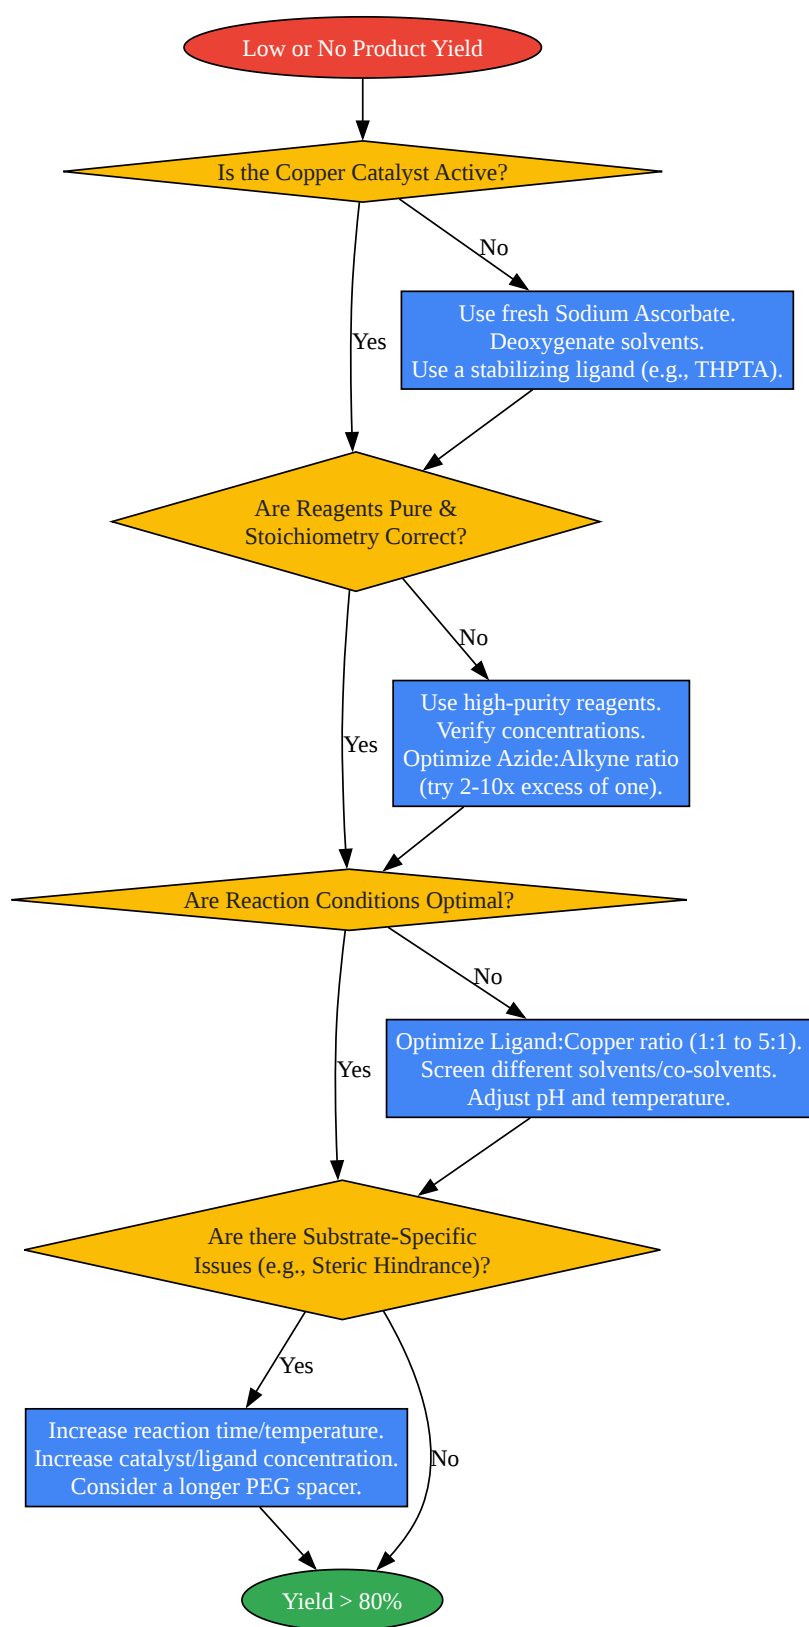 Low or No Product Yield
Is the Copper Catalyst Active?
No
Use fresh Sodium Ascorbate.
Deoxygenate solvents.
Use a stabilizing ligand (e.g., THPTA).
Yes
Are Reagents Pure &
Stoichiometry Correct?
No
Use high-purity reagents.
Verify concentrations.
Optimize Azide:Alkyne ratio
(try 2-10x excess of one).
Yes
Are Reaction Conditions Optimal?
No
Optimize Ligand:Copper ratio (1:1 to 5:1).
Screen different solvents/co-solvents.
Adjust pH and temperature.
Yes
Are there Substrate-Specific
Issues (e.g., Steric Hindrance)?
Yes
Increase reaction time/temperature.
Increase catalyst/ligand concentration.
Consider a longer PEG spacer.
No
Yield > 80%